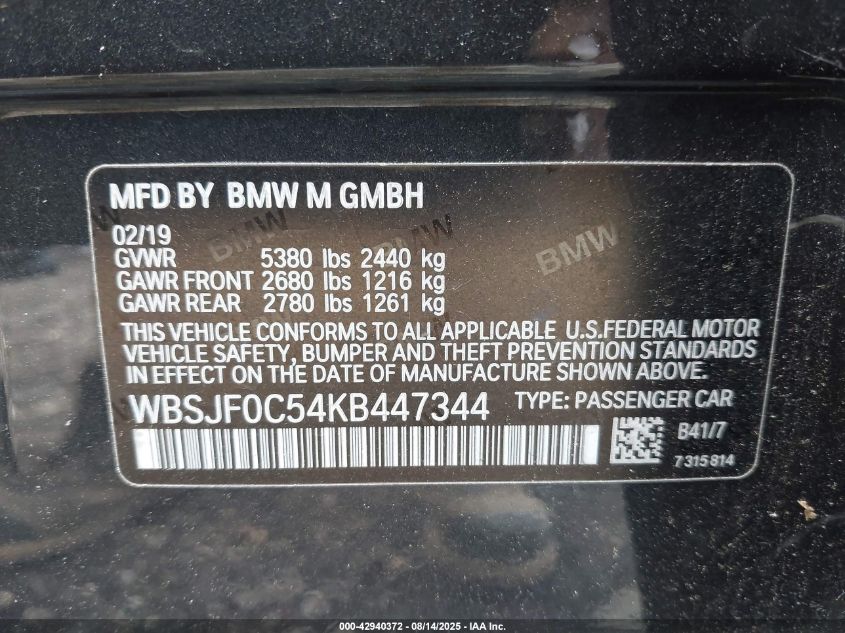 MFD BY BMW M GMBH
02/19
GVWR 5380 lbs 2440 kg
GAWR FRONT 2680 lbs 1216 kg
GAWR REAR 2780 lbs 1261 kg
THIS VEHICLE CONFORMS TO ALL APPLICABLE U.S.FEDERAL MOTOR
VEHICLE SAFETY, BUMPER AND THEFT PREVENTION STANDARDS
IN EFFECT ON THE DATE OF MANUFACTURE SHOWN ABOVE.
WBSJF0C54KB447344 TYPE: PASSENGER CAR
B41/7
7315814
BMW
BMW
BMW
000-42940372 - 08/14/2025 - IAA Inc.